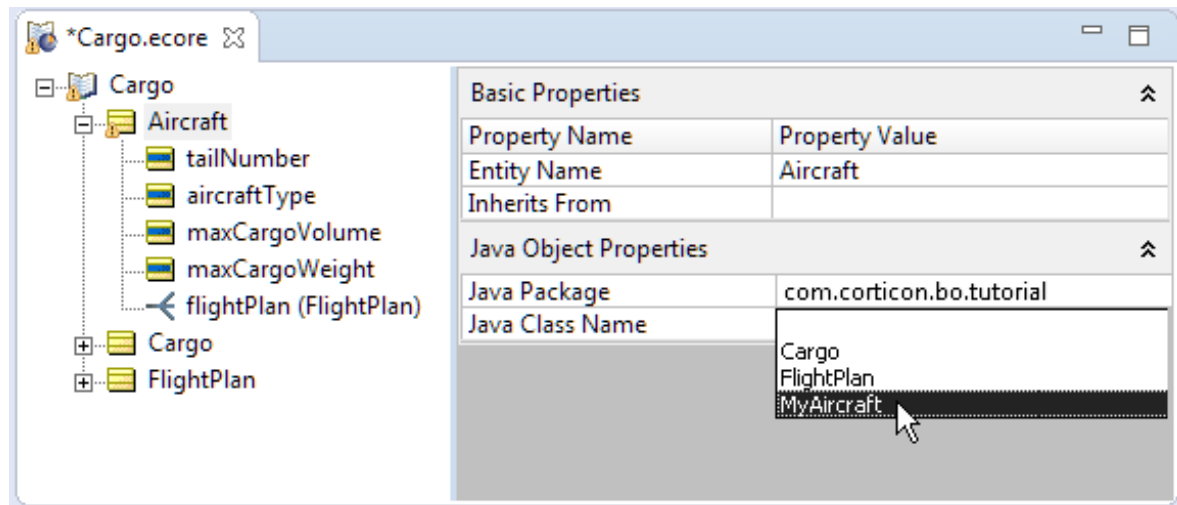 *Cargo.ecore
Cargo
Aircraft
tailNumber
aircraftType
maxCargoVolume
maxCargoWeight
flightPlan (FlightPlan)
Cargo
FlightPlan
Basic Properties
Property Name Property Value
Entity Name Aircraft
Inherits From
Java Object Properties
Java Package com.corticon.bo.tutorial
Java Class Name
Cargo
FlightPlan
MyAircraft